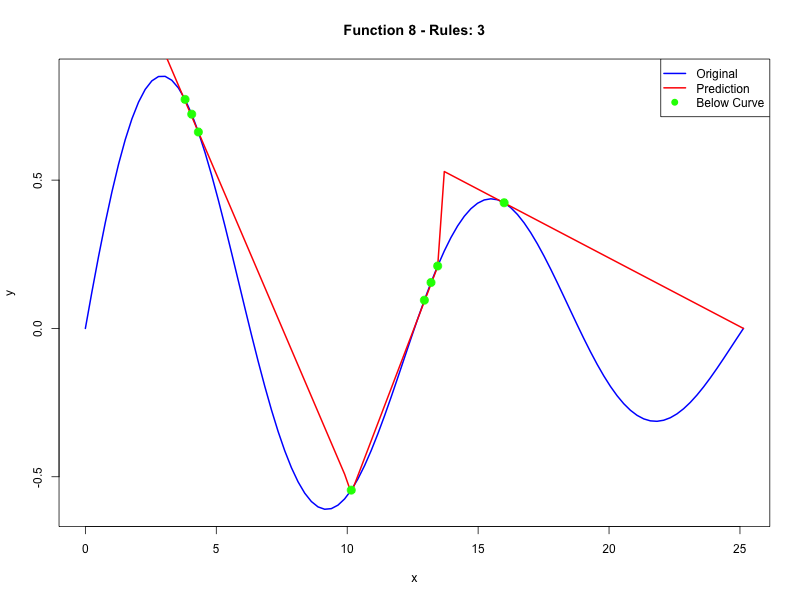 Function 8 - Rules: 3
Original
Prediction
Below Curve
0.5
0.0
-0.5
y
0 5 10 15 20 25
x